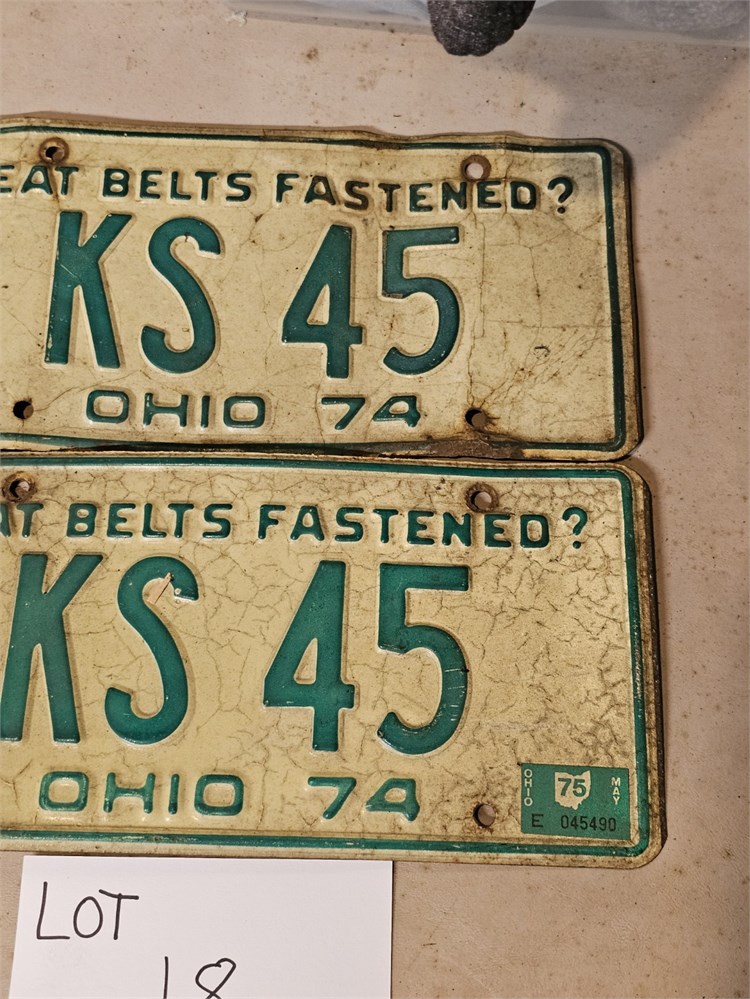 EAT BELTS FASTENED?
KS 45
OHIO 74
AT BELTS FASTENED?
KS 45
OHIO 74
OHIO 75 MAY
E 045490
LOT
18